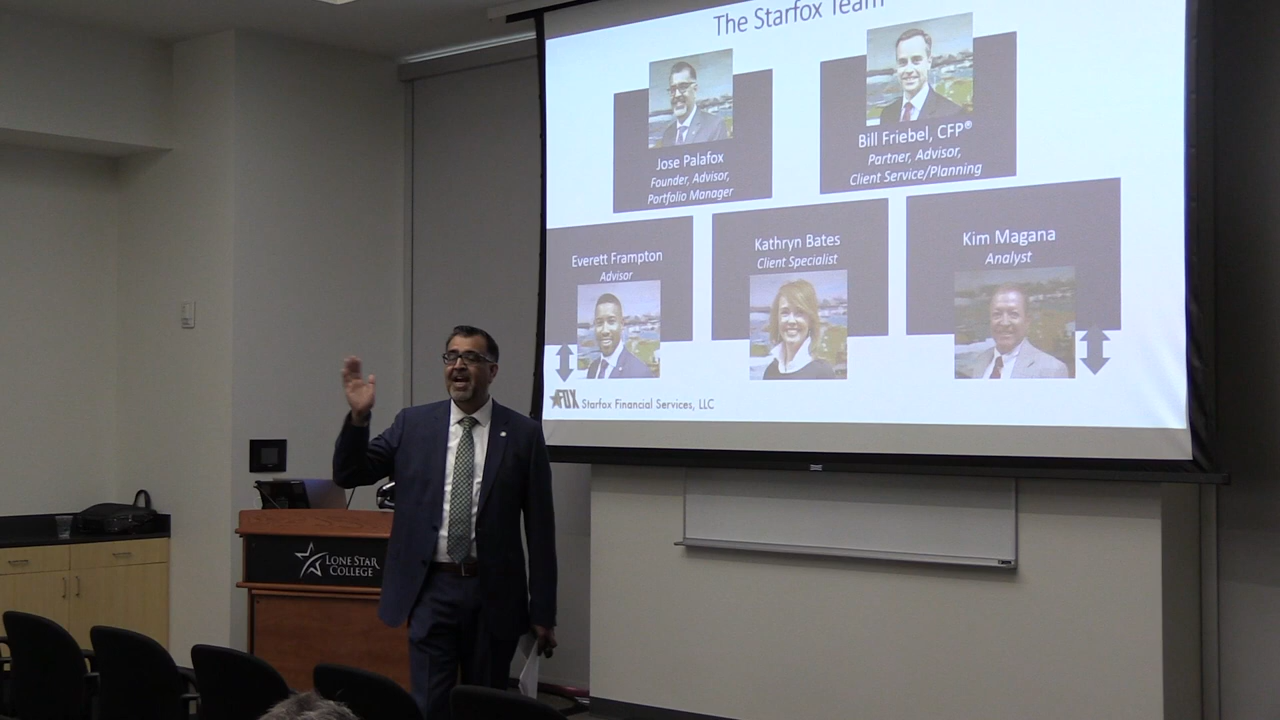 The Starfox Team
Jose Palafox
Founder, Advisor,
Portfolio Manager
Bill Friebel, CFP®
Partner, Advisor,
Client Service/Planning
Everett Frampton
Advisor
Kathryn Bates
Client Specialist
Kim Magana
Analyst
FOX Starfox Financial Services, LLC
LONE STAR
COLLEGE